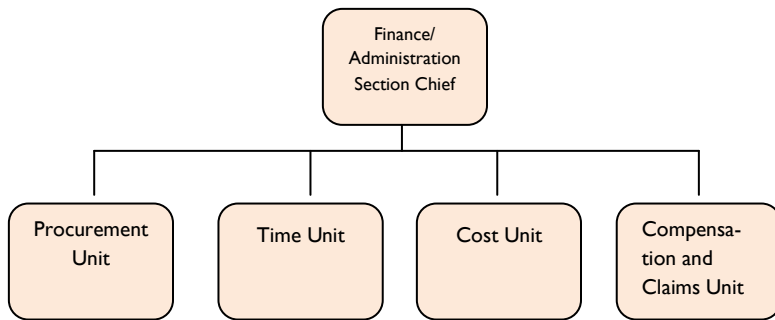 Finance/
Administration
Section Chief
Procurement
Unit
Time Unit
Cost Unit
Compensa-
tion and
Claims Unit